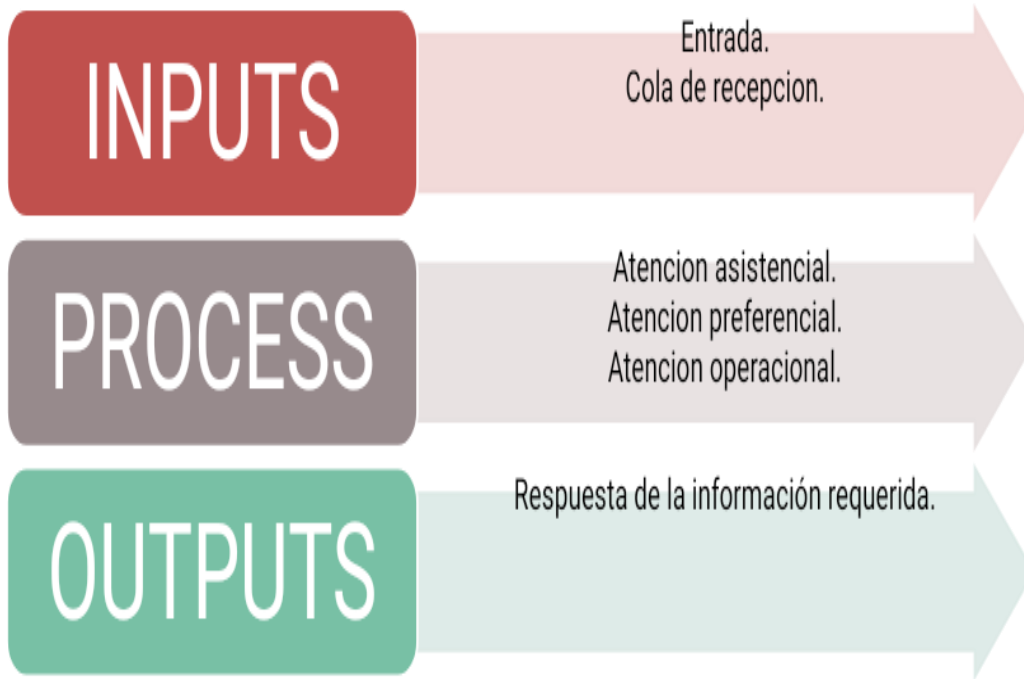 INPUTS
Entrada.
Cola de recepcion.
PROCESS
Atencion asistencial.
Atencion preferencial.
Atencion operacional.
OUTPUTS
Respuesta de la información requerida.